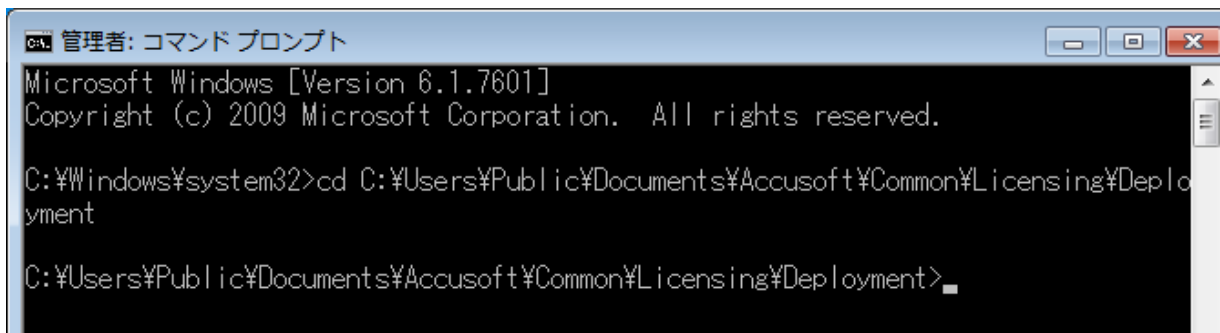 管理者: コマンド プロンプト
Microsoft Windows [Version 6.1.7601]
Copyright (c) 2009 Microsoft Corporation.  All rights reserved.
C:¥Windows¥system32>cd C:¥Users¥Public¥Documents¥Accusoft¥Common¥Licensing¥Deplo
yment
C:¥Users¥Public¥Documents¥Accusoft¥Common¥Licensing¥Deployment>